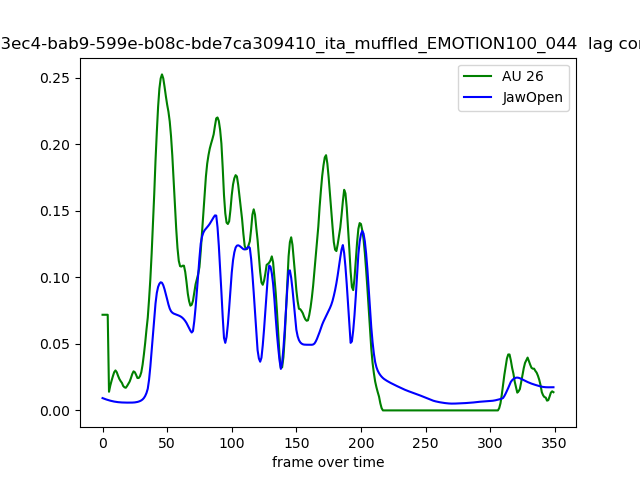 3ec4-bab9-599e-b08c-bde7ca309410_ita_muffled_EMOTION100_044 lag
AU 26
JawOpen
0.25
0.20
0.15
0.10
0.05
0.00
0 50 100 150 200 250 300 350
frame over time